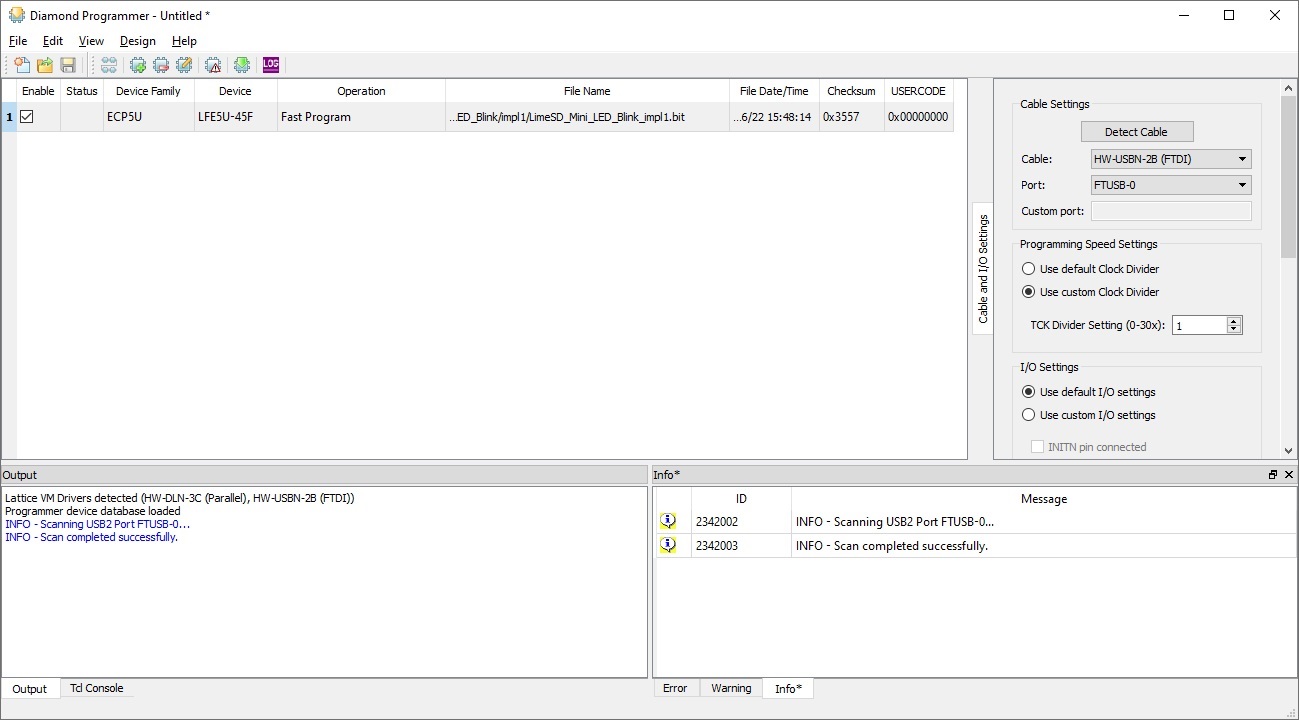 Diamond Programmer - Untitled *
File Edit View Design Help
LOG
Enable Status Device Family Device Operation File Name File Date/Time Checksum USERCODE
1 ECP5U LFE5U-45F Fast Program ...ED_Blink/impl1/LimeSD_Mini_LED_Blink_impl1.bit ...6/22 15:48:14 0x3557 0x00000000
Cable and I/O Settings
Cable Settings
Detect Cable
Cable: HW-USBN-2B (FTDI)
Port: FTUSB-0
Custom port:
Programming Speed Settings
Use default Clock Divider
Use custom Clock Divider
TCK Divider Setting (0-30x): 1
I/O Settings
Use default I/O settings
Use custom I/O settings
INITN pin connected
Output
Lattice VM Drivers detected (HW-DLN-3C (Parallel), HW-USBN-2B (FTDI))
Programmer device database loaded
INFO - Scanning USB2 Port FTUSB-0...
INFO - Scan completed successfully.
Output Tcl Console
Info*
ID Message
2342002 INFO - Scanning USB2 Port FTUSB-0...
2342003 INFO - Scan completed successfully.
Error Warning Info*